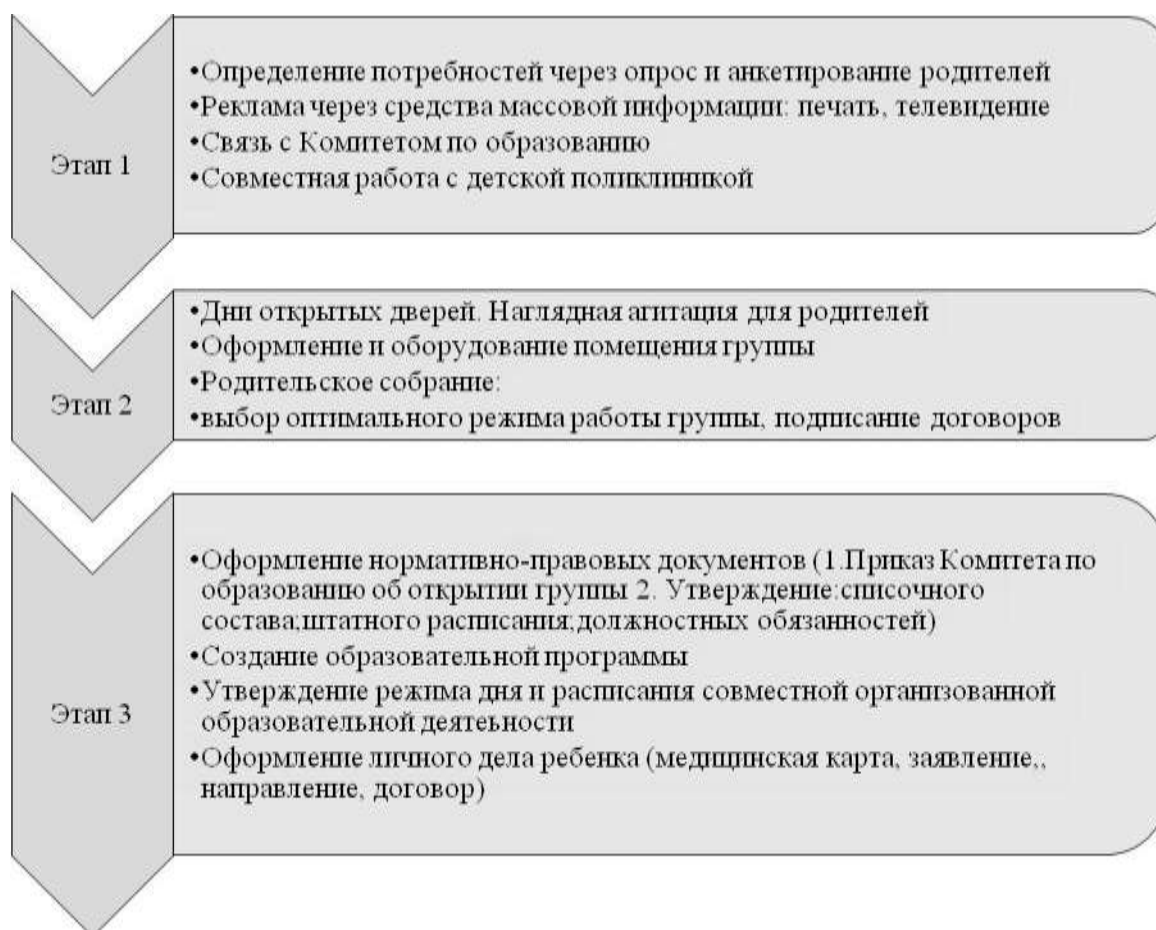 Этап 1
•Определение потребностей через опрос и анкетирование родителей
•Реклама через средства массовой информации: печать, телевидение
•Связь с Комитетом по образованию
•Совместная работа с детской поликлиникой
Этап 2
•Дни открытых дверей. Наглядная агитация для родителей
•Оформление и оборудование помещения группы
•Родительское собрание:
•выбор оптимального режима работы группы, подписание договоров
Этап 3
•Оформление нормативно-правовых документов (1.Приказ Комитета по
образованию об открытии группы 2. Утверждение:списочного
состава;штатного расписания;должностных обязанностей)
•Создание образовательной программы
•Утверждение режима дня и расписания совместной организованной
образовательной деятеьности
•Оформление личного дела ребенка (медицинская карта, заявление,,
направление, договор)